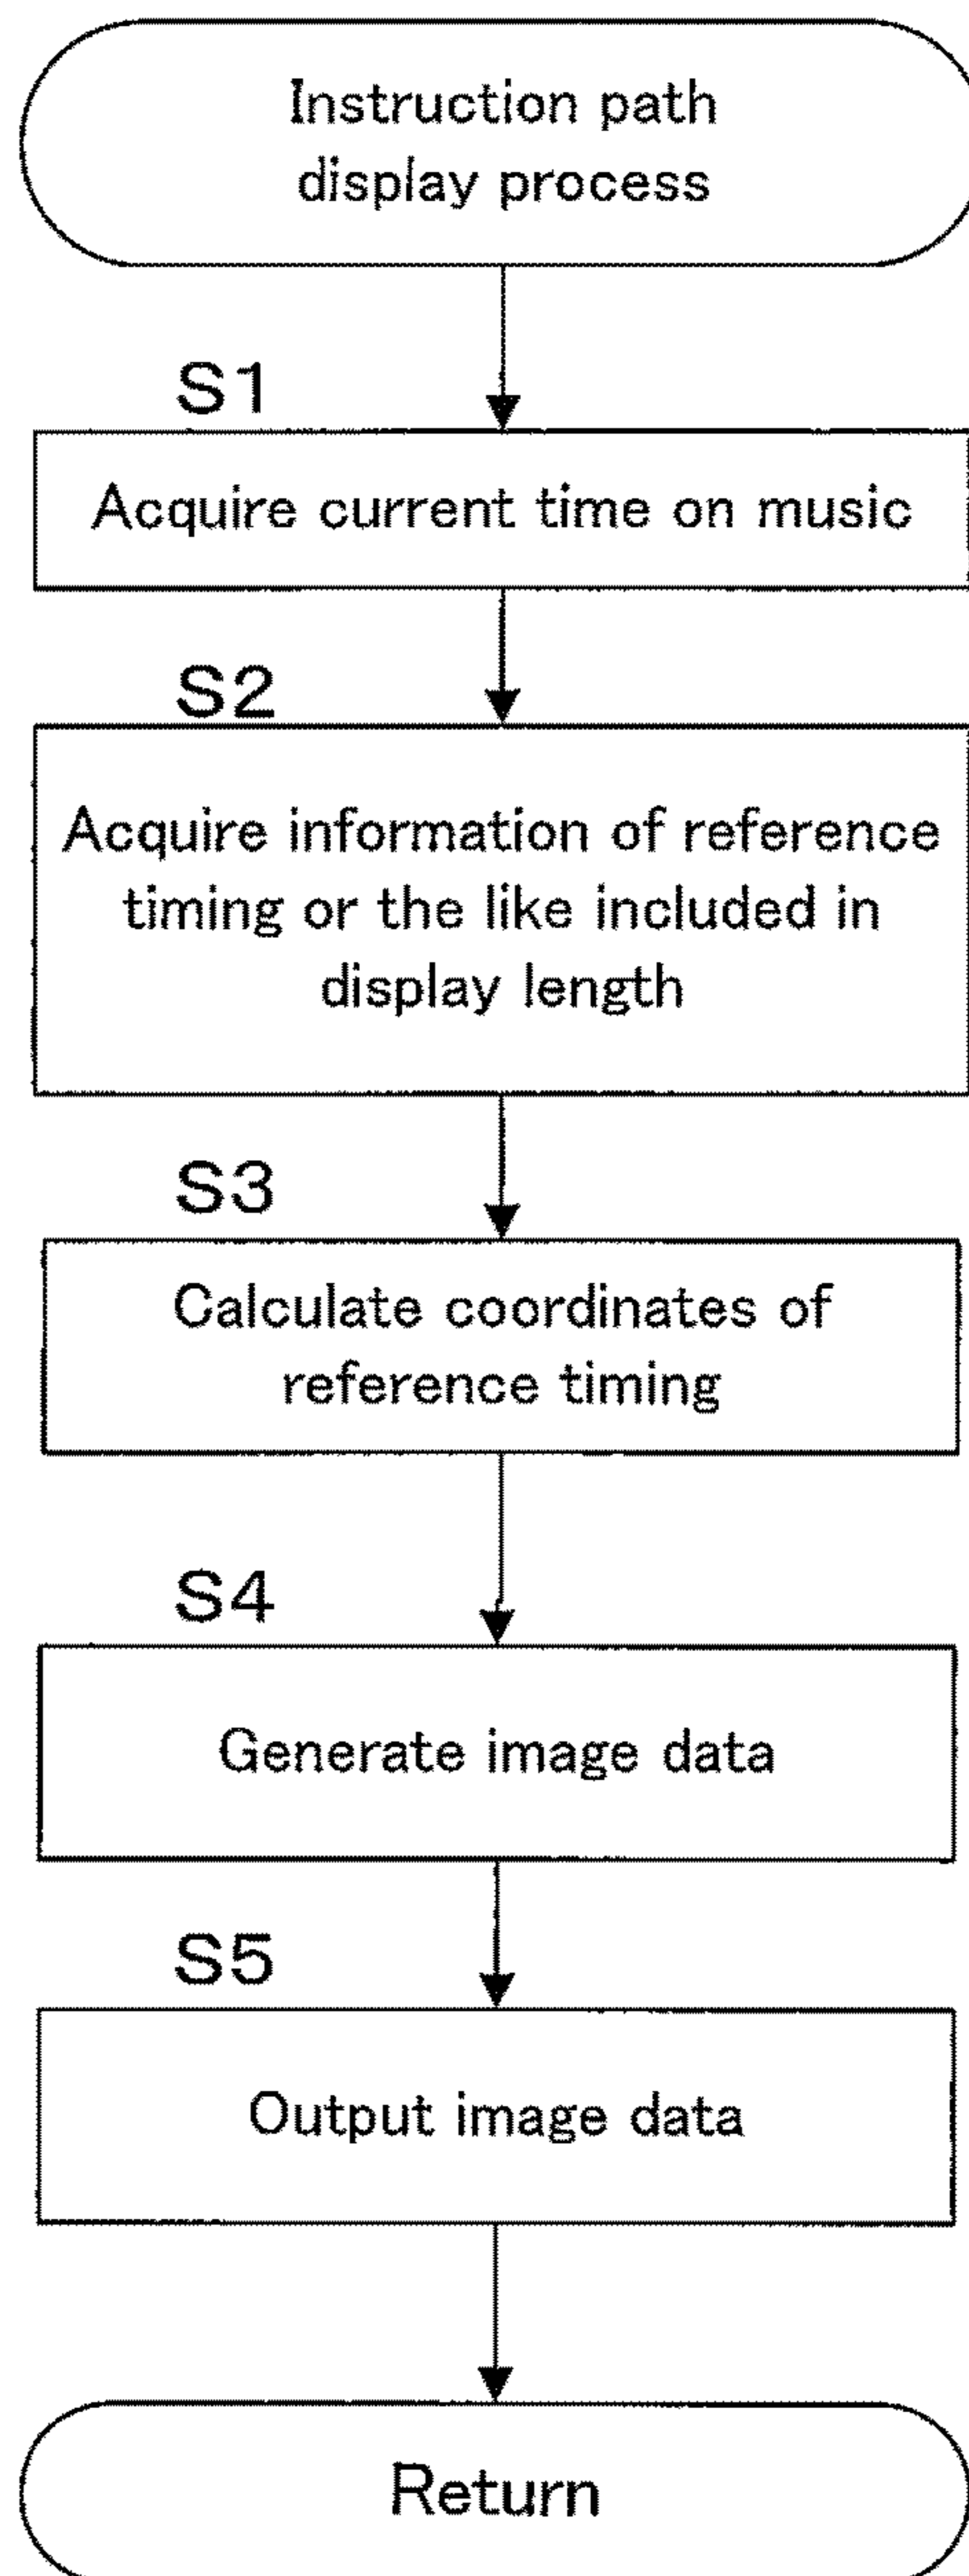 Instruction path
display process
S1
Acquire current time on music
S2
Acquire information of reference
timing or the like included in
display length
S3
Calculate coordinates of
reference timing
S4
Generate image data
S5
Output image data
Return